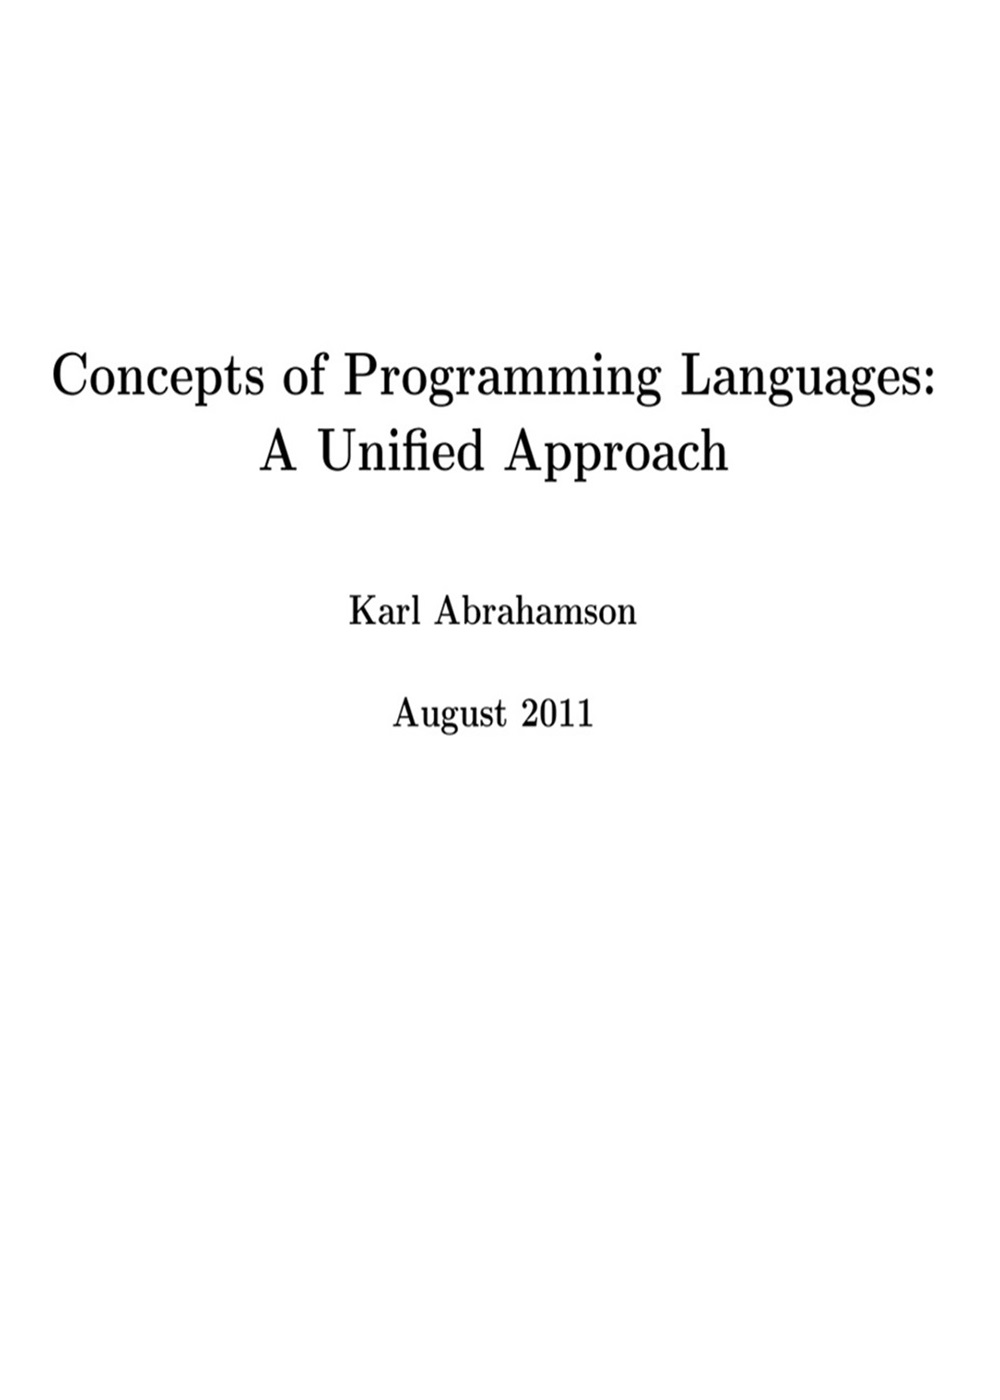 Concepts of Programming Languages:
A Unified Approach
Karl Abrahamson
August 2011